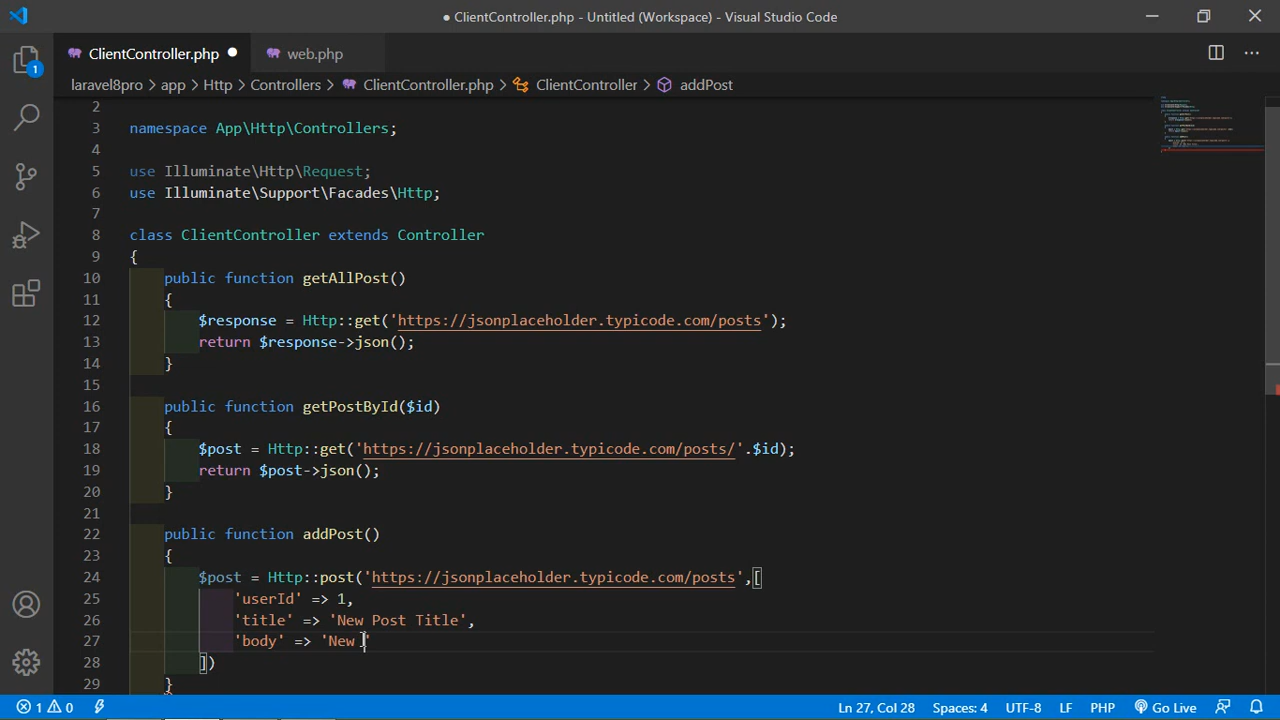 ● ClientController.php - Untitled (Workspace) - Visual Studio Code
ClientController.php ● web.php
laravel8pro > app > Http > Controllers > ClientController.php > ClientController > addPost
1
2
3 namespace App\Http\Controllers;
4
5 use Illuminate\Http\Request;
6 use Illuminate\Support\Facades\Http;
7
8 class ClientController extends Controller
9 {
10 public function getAllPost()
11 {
12 $response = Http::get('https://jsonplaceholder.typicode.com/posts');
13 return $response->json();
14 }
15
16 public function getPostById($id)
17 {
18 $post = Http::get('https://jsonplaceholder.typicode.com/posts/'.$id);
19 return $post->json();
20 }
21
22 public function addPost()
23 {
24 $post = Http::post('https://jsonplaceholder.typicode.com/posts',[
25 'userId' => 1,
26 'title' => 'New Post Title',
27 'body' => 'New '
28 ])
29 }
1 0 Ln 27, Col 28 Spaces: 4 UTF-8 LF PHP Go Live